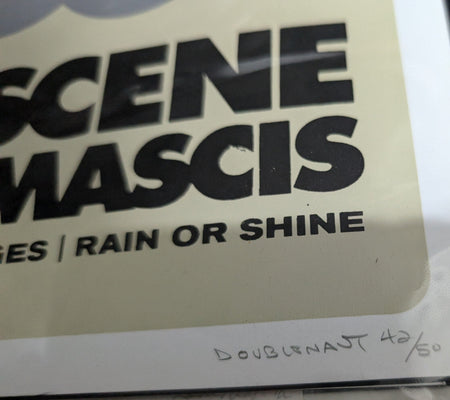 SCENE
MASCIS
GES | RAIN OR SHINE
DOUBLENAUT 42/50